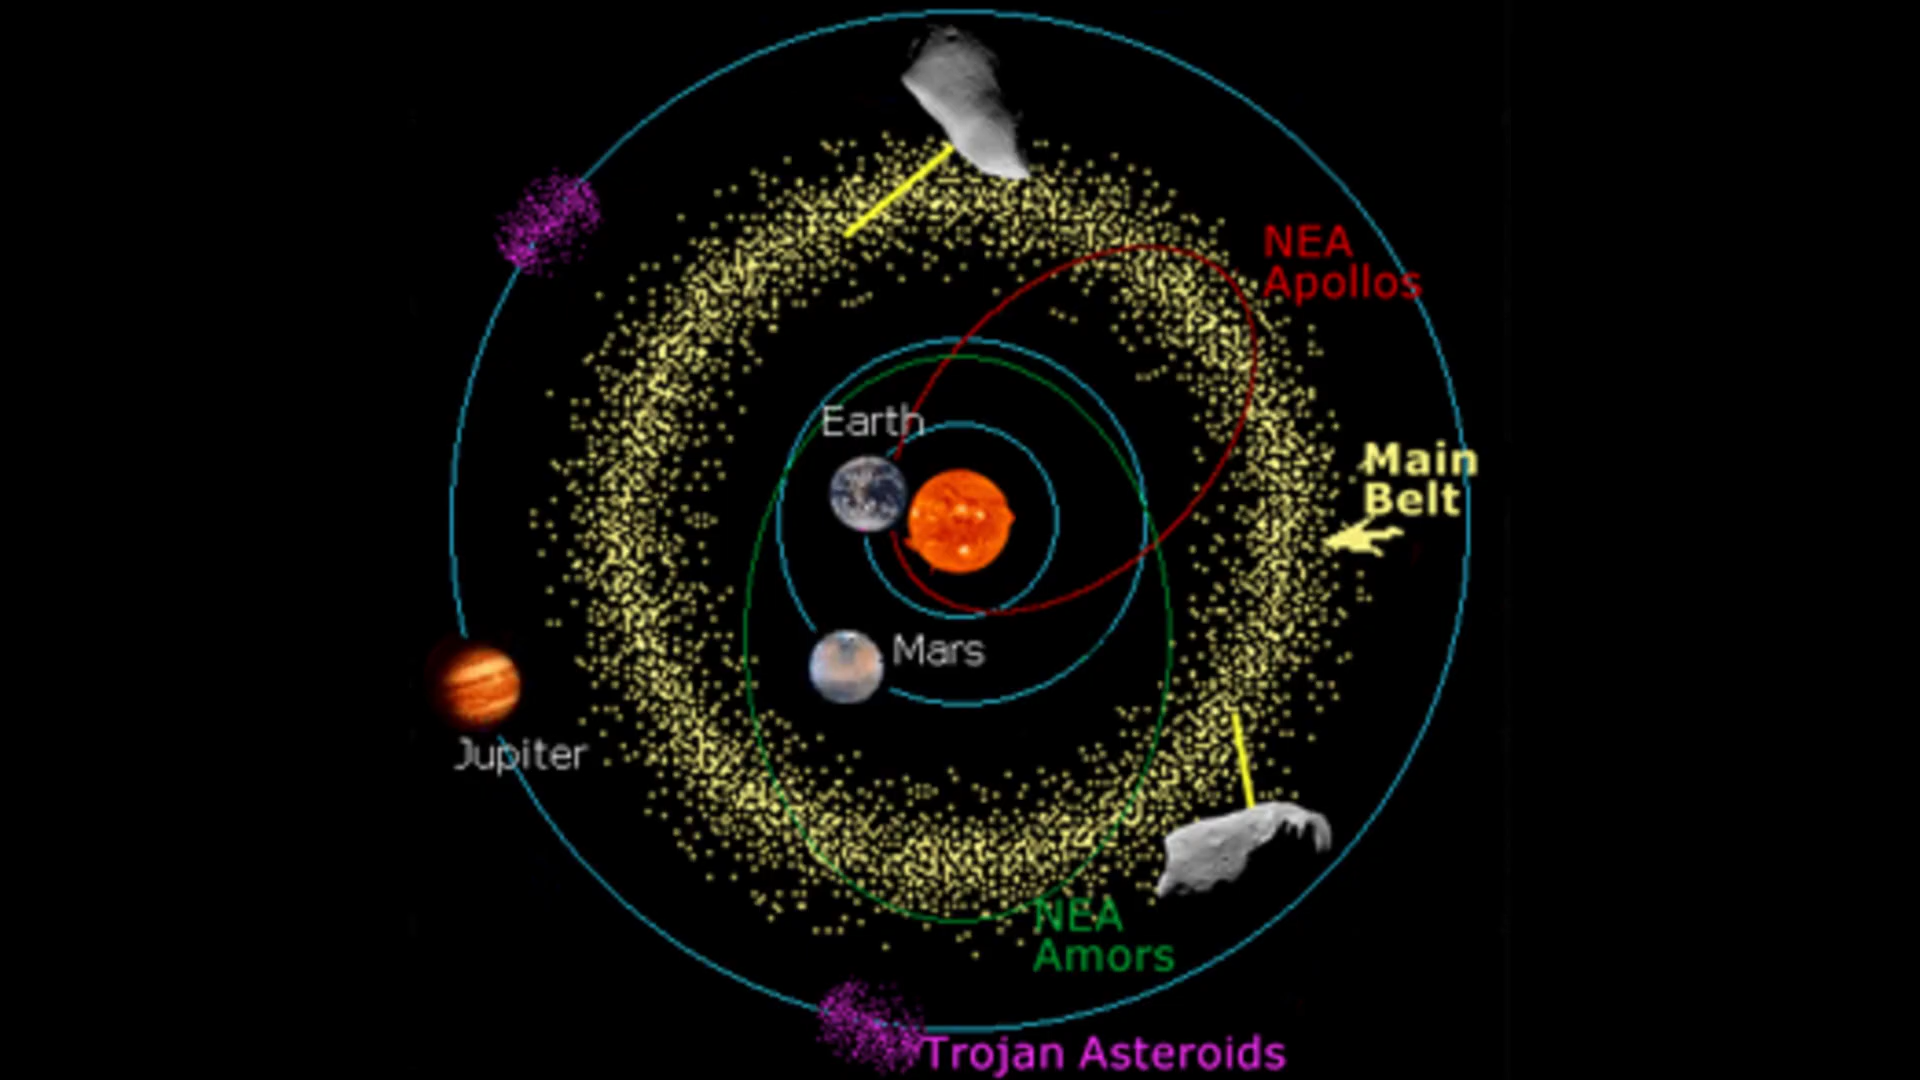 NEA
Apollos
Earth
Main
Belt
Mars
Jupiter
NEA
Amors
Trojan Asteroids